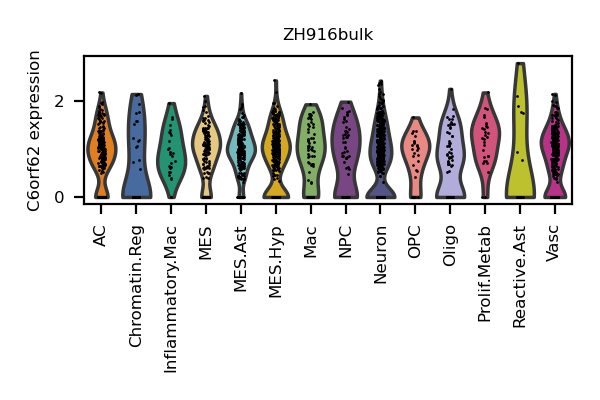 ZH916bulk
C6orf62 expression
2
0
AC
Chromatin.Reg
Inflammatory.Mac
MES
MES.Ast
MES.Hyp
Mac
NPC
Neuron
OPC
Oligo
Prolif.Metab
Reactive.Ast
Vasc